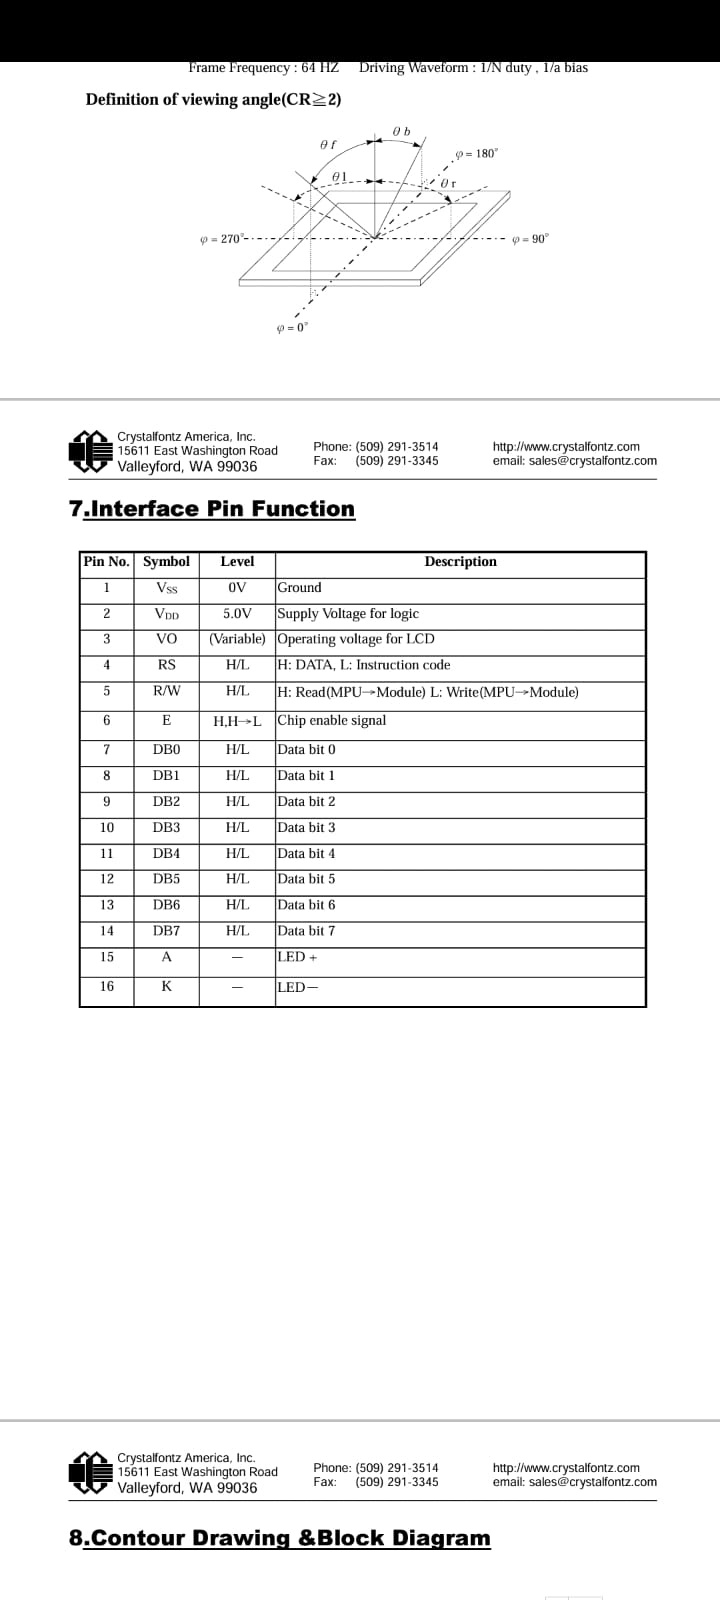 Frame Frequency : 64 HZ Driving Waveform : 1/N duty , 1/a bias
Definition of viewing angle(CR≧2)
θ b
θ f
φ = 180°
θ l
θ r
φ = 270°
φ = 90°
φ = 0°
Crystalfontz America, Inc.
15611 East Washington Road
Valleyford, WA 99036
Phone: (509) 291-3514
Fax: (509) 291-3345
http://www.crystalfontz.com
email: sales@crystalfontz.com
7.Interface Pin Function
Pin No. Symbol Level Description
1 VSS 0V Ground
2 VDD 5.0V Supply Voltage for logic
3 VO (Variable) Operating voltage for LCD
4 RS H/L H: DATA, L: Instruction code
5 R/W H/L H: Read(MPU→Module) L: Write(MPU→Module)
6 E H,H→L Chip enable signal
7 DB0 H/L Data bit 0
8 DB1 H/L Data bit 1
9 DB2 H/L Data bit 2
10 DB3 H/L Data bit 3
11 DB4 H/L Data bit 4
12 DB5 H/L Data bit 5
13 DB6 H/L Data bit 6
14 DB7 H/L Data bit 7
15 A — LED +
16 K — LED—
Crystalfontz America, Inc.
15611 East Washington Road
Valleyford, WA 99036
Phone: (509) 291-3514
Fax: (509) 291-3345
http://www.crystalfontz.com
email: sales@crystalfontz.com
8.Contour Drawing &Block Diagram